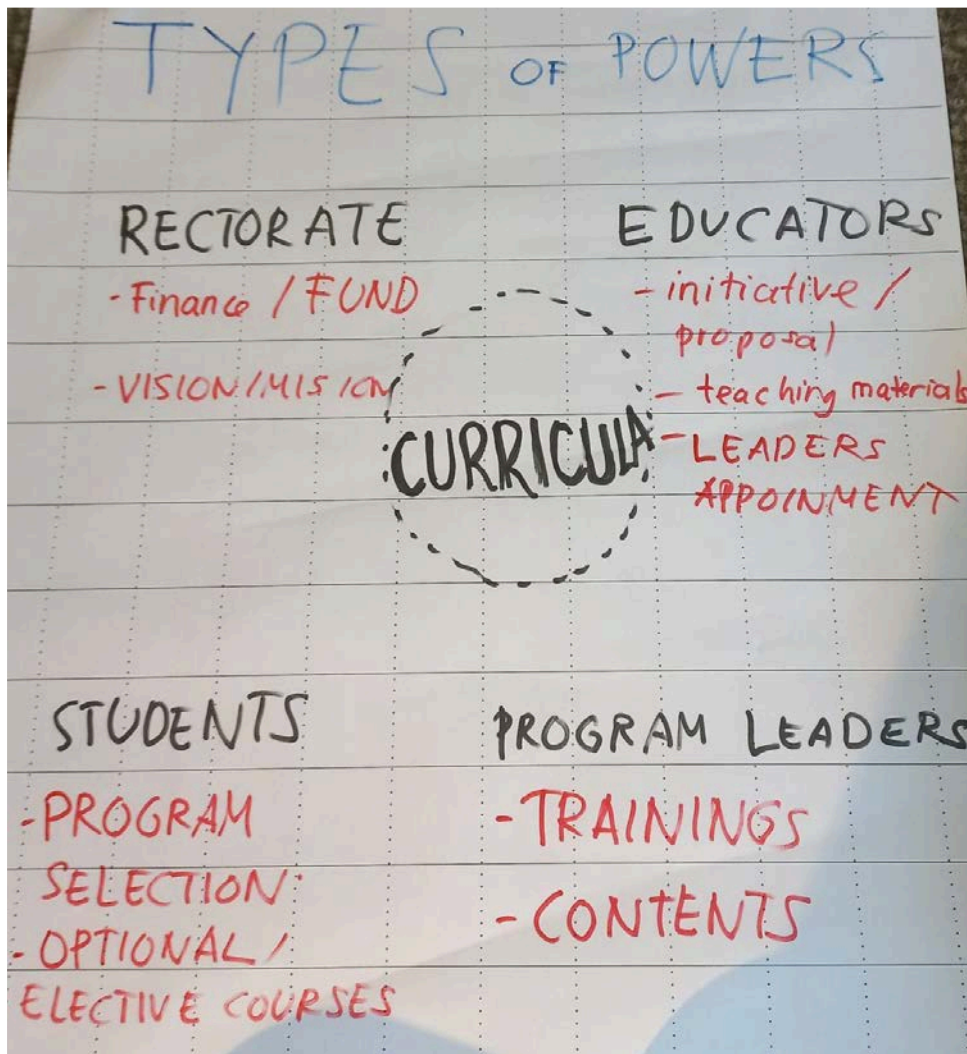 TYPES OF POWERS
RECTORATE
- Finance / FUND
- VISION/MISION
EDUCATORS
- initiative /
proposal
- teaching materials
- LEADERS
APPOINMENT
CURRICULA
STUDENTS
- PROGRAM
SELECTION
- OPTIONAL /
ELECTIVE COURSES
PROGRAM LEADERS
- TRAININGS
- CONTENTS